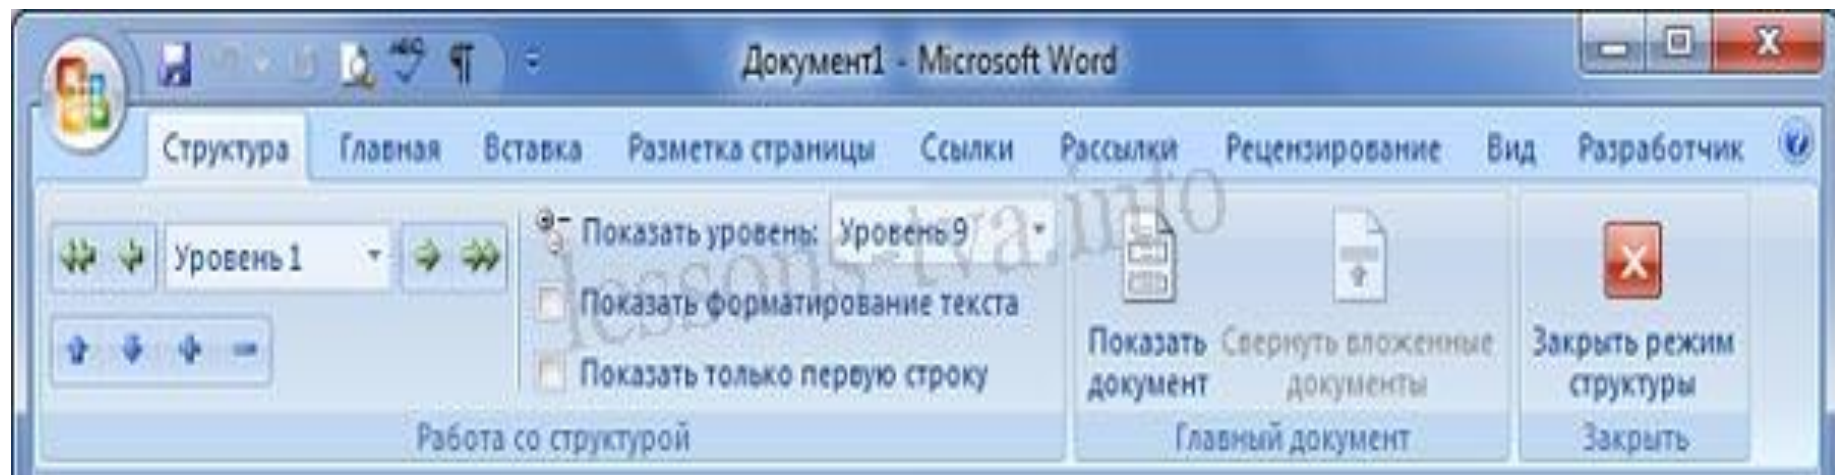 Документ1 - Microsoft Word
Структура Главная Вставка Разметка страницы Ссылки Рассылки Рецензирование Вид Разработчик
Уровень 1
Показать уровень: Уровень 9
Показать форматирование текста
Показать только первую строку
Работа со структурой
Показать документ
Свернуть вложенные документы
Главный документ
Закрыть режим структуры
Закрыть
lessons-tva.info